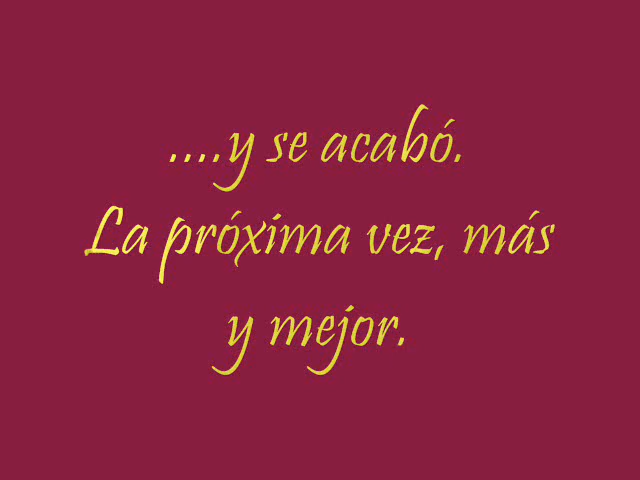 ....y se acabó.
La próxima vez, más
y mejor.